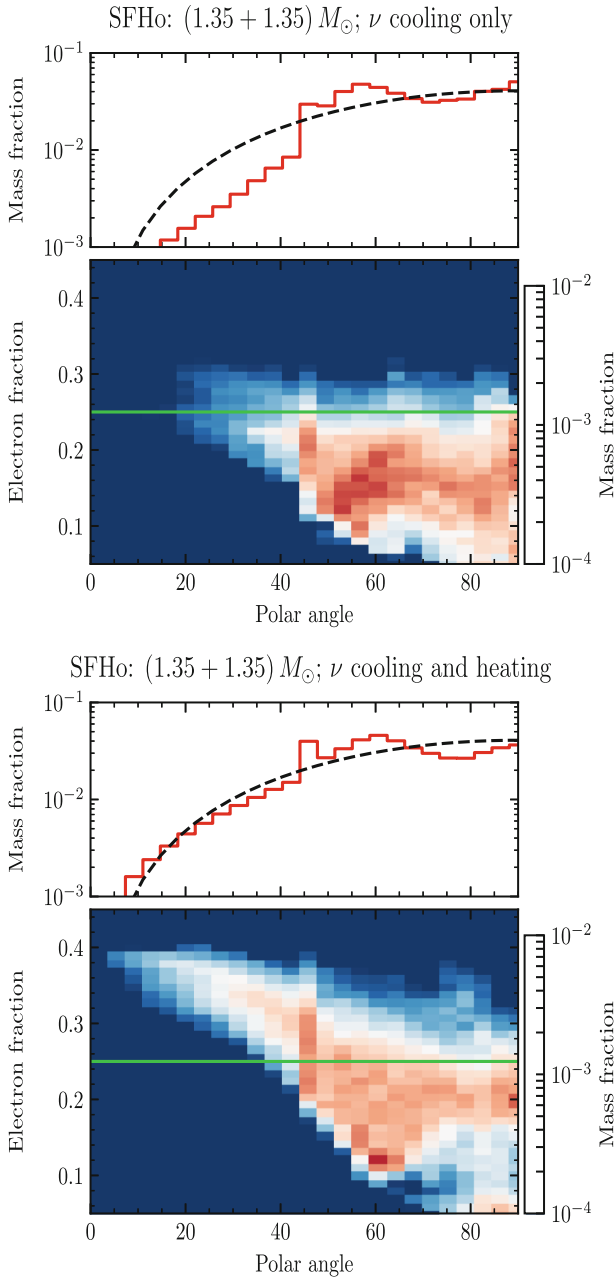 SFHo: (1.35 + 1.35) M⊙; ν cooling only
10⁻¹
10⁻²
10⁻³
Mass fraction
0.4
0.3
0.2
0.1
Electron fraction
0 20 40 60 80
Polar angle
10⁻²
10⁻³
10⁻⁴
Mass fraction
SFHo: (1.35 + 1.35) M⊙; ν cooling and heating
10⁻¹
10⁻²
10⁻³
Mass fraction
0.4
0.3
0.2
0.1
Electron fraction
0 20 40 60 80
Polar angle
10⁻²
10⁻³
10⁻⁴
Mass fraction